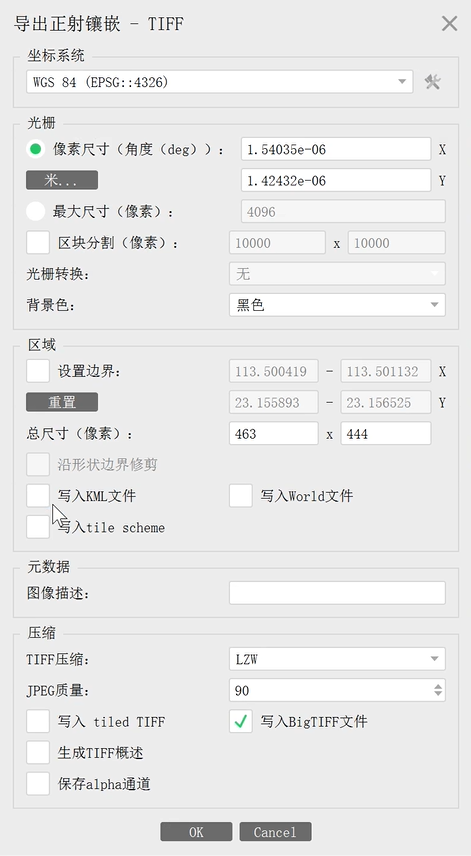 导出正射镶嵌 - TIFF
坐标系统
WGS 84 (EPSG::4326)
光栅
像素尺寸（角度（deg））： 1.54035e-06 X
米... 1.42432e-06 Y
最大尺寸（像素）： 4096
区块分割（像素）： 10000 x 10000
光栅转换： 无
背景色： 黑色
区域
设置边界： 113.500419 - 113.501132 X
重置 23.155893 - 23.156525 Y
总尺寸（像素）： 463 x 444
沿形状边界修剪
写入KML文件 写入World文件
写入tile scheme
元数据
图像描述：
压缩
TIFF压缩： LZW
JPEG质量： 90
写入 tiled TIFF 写入BigTIFF文件
生成TIFF概述
保存alpha通道
OK Cancel